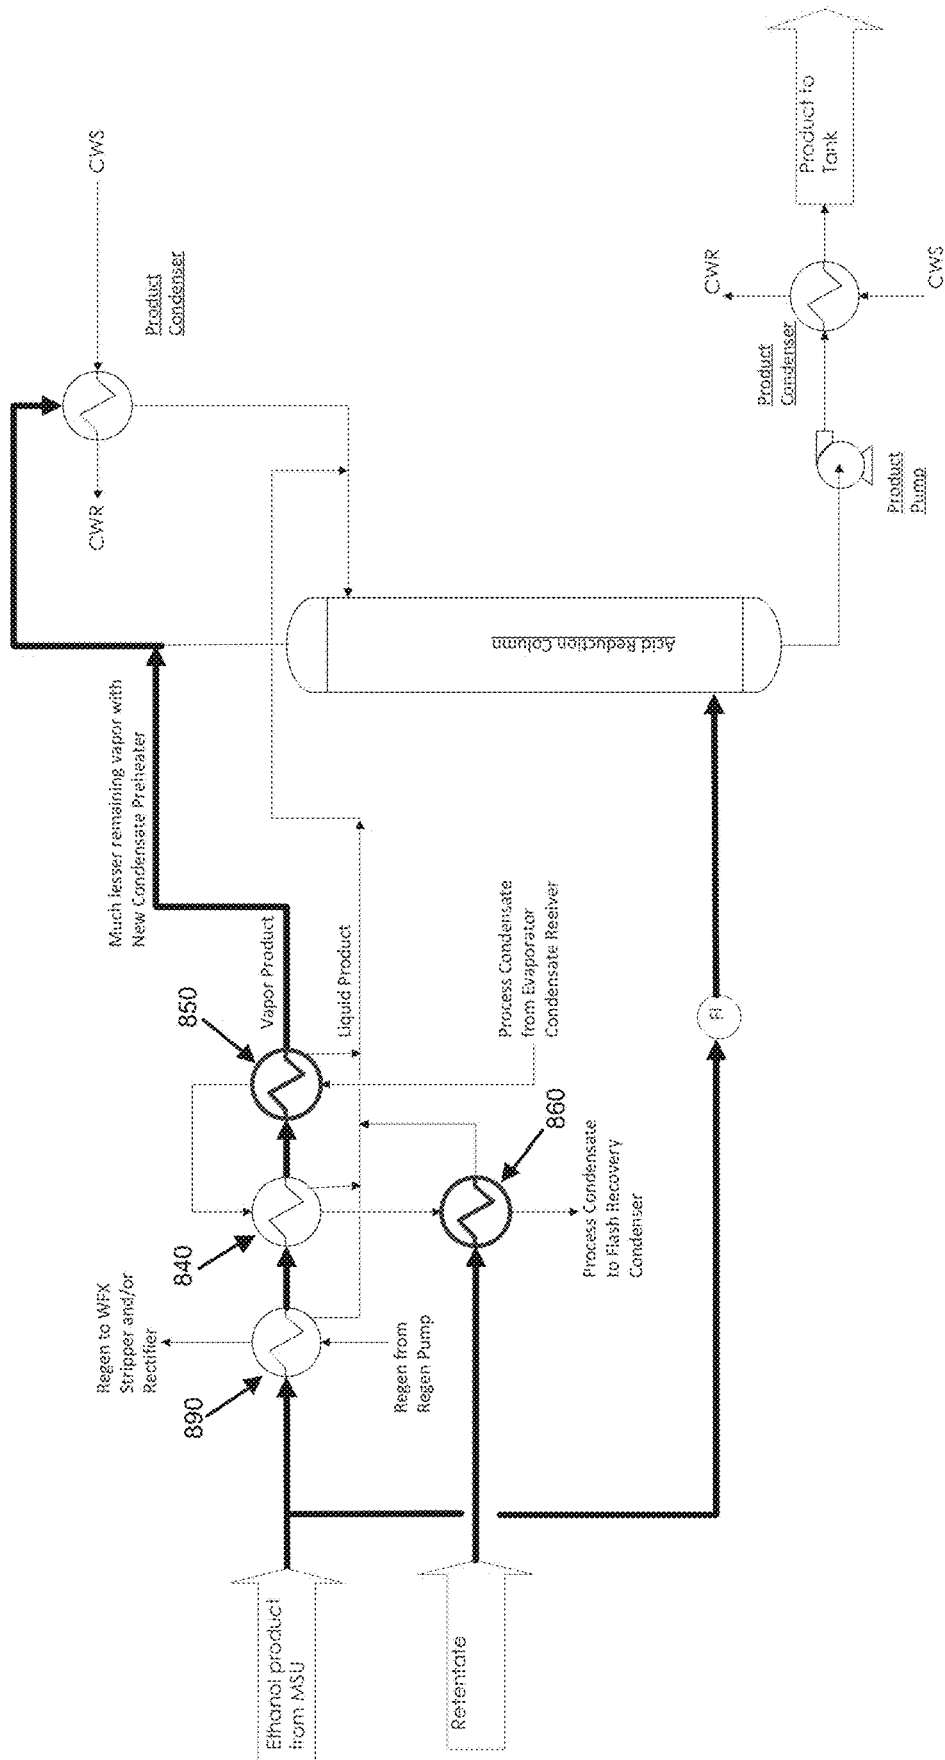 Ethanol product
from MSU
Retentate
890
Regen to WFX
Stripper and/or
Rectifier
Regen from
Regen Pump
840
850
860
Process Condensate
to Flash Recovery
Condenser
Process Condensate
from Evaporator
Condensate Reeiver
Vapor Product
Liquid Product
Much lesser remaining vapor with
New Condensate Preheater
FI
Acid Reduction Column
CWR
CWS
Product
Condenser
Product
Pump
Product
Condenser
CWR
CWS
Product to
Tank